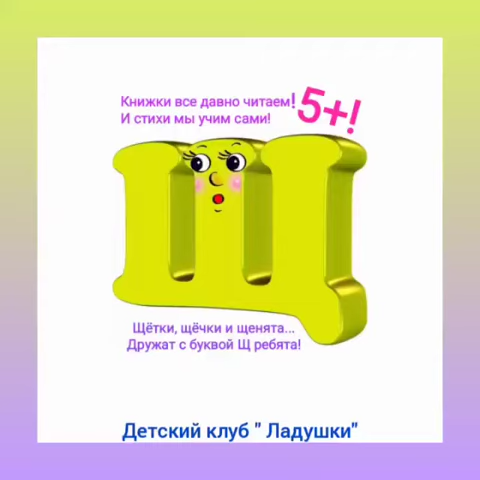 Книжки все давно читаем!
И стихи мы учим сами!
5+!
Щ
Щётки, щёчки и щенята...
Дружат с буквой Щ ребята!
Детский клуб " Ладушки"